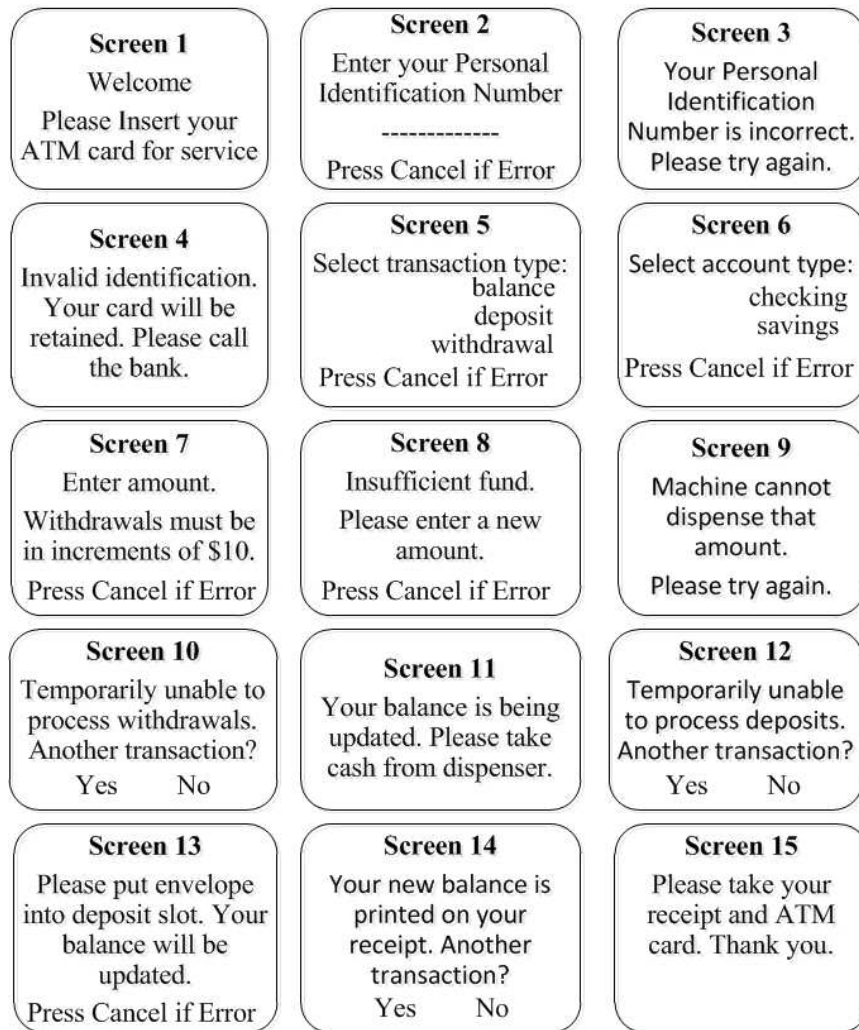 Screen 1
Welcome
Please Insert your
ATM card for service
Screen 2
Enter your Personal
Identification Number
-------------
Press Cancel if Error
Screen 3
Your Personal
Identification
Number is incorrect.
Please try again.
Screen 4
Invalid identification.
Your card will be
retained. Please call
the bank.
Screen 5
Select transaction type:
balance
deposit
withdrawal
Press Cancel if Error
Screen 6
Select account type:
checking
savings
Press Cancel if Error
Screen 7
Enter amount.
Withdrawals must be
in increments of $10.
Press Cancel if Error
Screen 8
Insufficient fund.
Please enter a new
amount.
Press Cancel if Error
Screen 9
Machine cannot
dispense that
amount.
Please try again.
Screen 10
Temporarily unable to
process withdrawals.
Another transaction?
Yes No
Screen 11
Your balance is being
updated. Please take
cash from dispenser.
Screen 12
Temporarily unable
to process deposits.
Another transaction?
Yes No
Screen 13
Please put envelope
into deposit slot. Your
balance will be
updated.
Press Cancel if Error
Screen 14
Your new balance is
printed on your
receipt. Another
transaction?
Yes No
Screen 15
Please take your
receipt and ATM
card. Thank you.